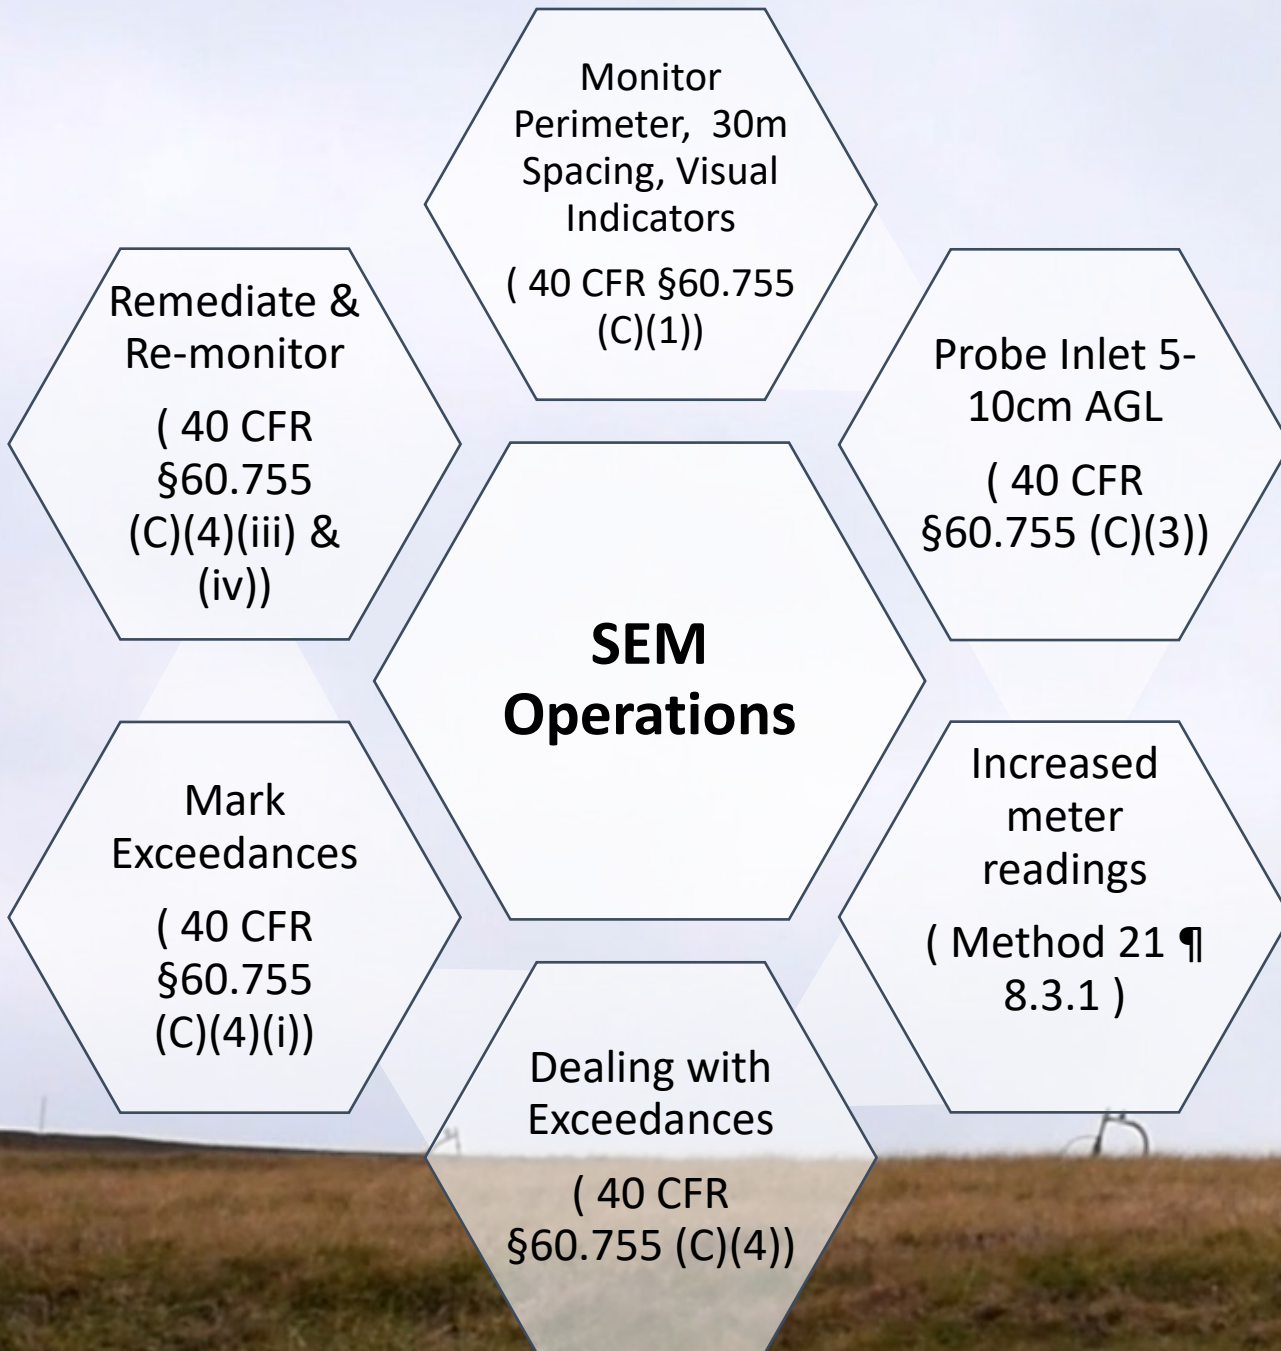 Monitor
Perimeter,  30m
Spacing, Visual
Indicators
( 40 CFR §60.755
(C)(1))
Probe Inlet 5-
10cm AGL
( 40 CFR
§60.755 (C)(3))
Increased
meter
readings
( Method 21 ¶
8.3.1 )
Dealing with
Exceedances
( 40 CFR
§60.755 (C)(4))
Mark
Exceedances
( 40 CFR
§60.755
(C)(4)(i))
Remediate &
Re-monitor
( 40 CFR
§60.755
(C)(4)(iii) &
(iv))
SEM
Operations